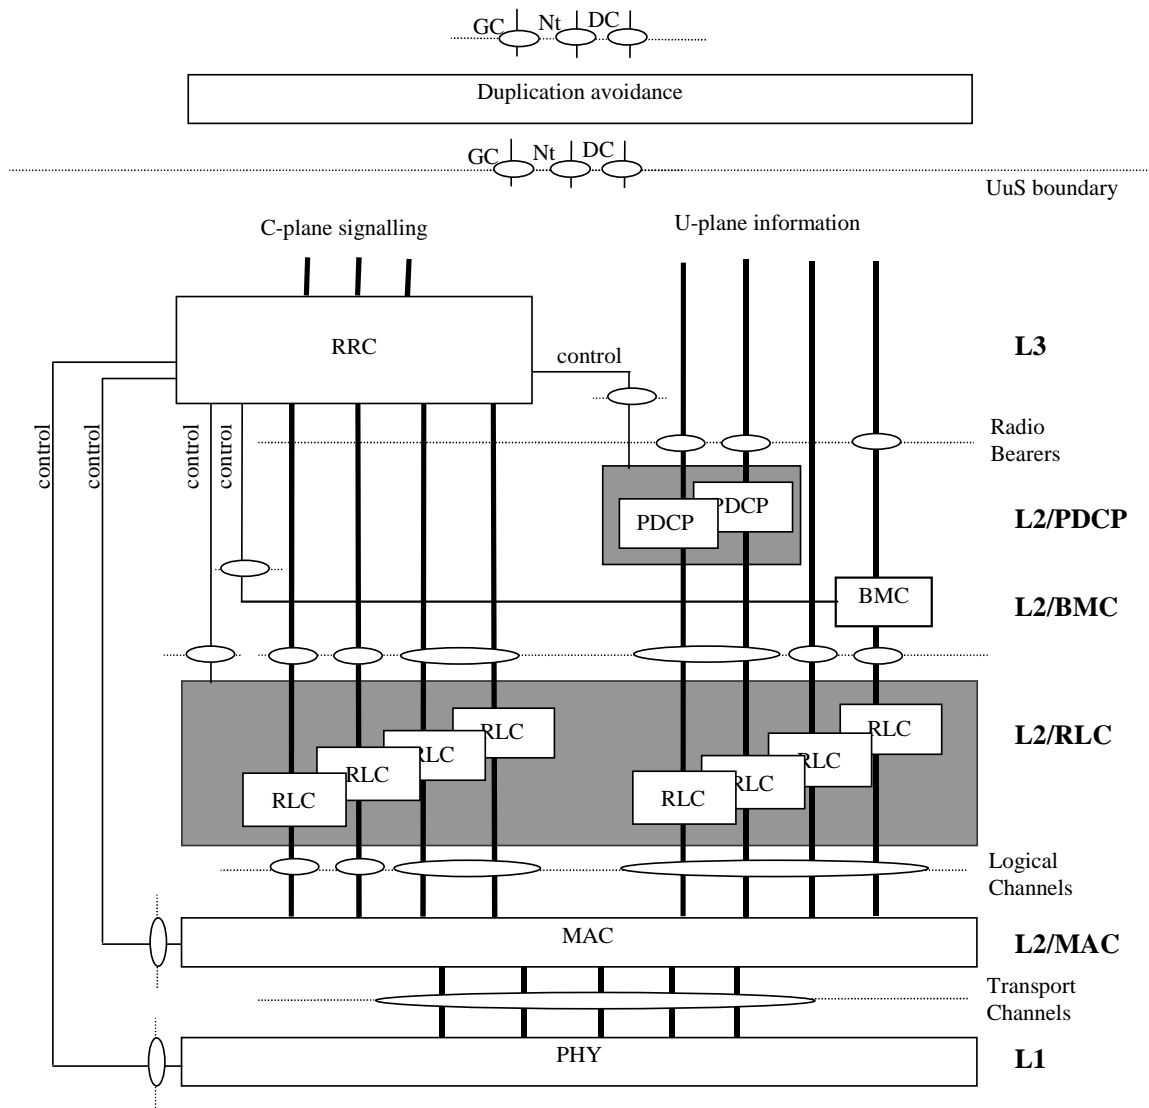 GC Nt DC
Duplication avoidance
GC Nt DC
UuS boundary
C-plane signalling
U-plane information
RRC
control
L3
control
control
control
control
Radio
Bearers
PDCP
PDCP
L2/PDCP
BMC
L2/BMC
RLC
RLC
RLC
RLC
RLC
RLC
RLC
RLC
L2/RLC
Logical
Channels
MAC
L2/MAC
Transport
Channels
PHY
L1